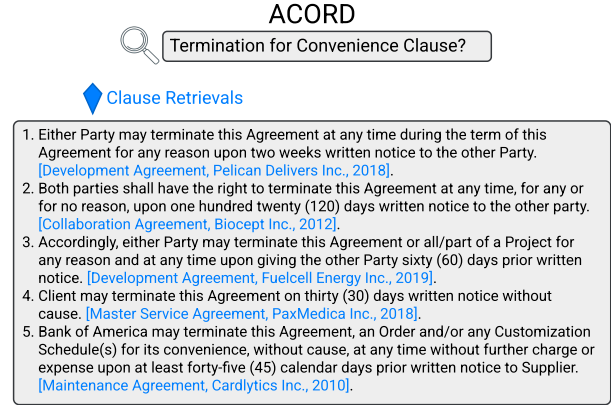 ACORD
Termination for Convenience Clause?
Clause Retrievals
1. Either Party may terminate this Agreement at any time during the term of this
Agreement for any reason upon two weeks written notice to the other Party.
[Development Agreement, Pelican Delivers Inc., 2018].
2. Both parties shall have the right to terminate this Agreement at any time, for any or
for no reason, upon one hundred twenty (120) days written notice to the other party.
[Collaboration Agreement, Biocept Inc., 2012].
3. Accordingly, either Party may terminate this Agreement or all/part of a Project for
any reason and at any time upon giving the other Party sixty (60) days prior written
notice. [Development Agreement, Fuelcell Energy Inc., 2019].
4. Client may terminate this Agreement on thirty (30) days written notice without
cause. [Master Service Agreement, PaxMedica Inc., 2018].
5. Bank of America may terminate this Agreement, an Order and/or any Customization
Schedule(s) for its convenience, without cause, at any time without further charge or
expense upon at least forty-five (45) calendar days prior written notice to Supplier.
[Maintenance Agreement, Cardlytics Inc., 2010].